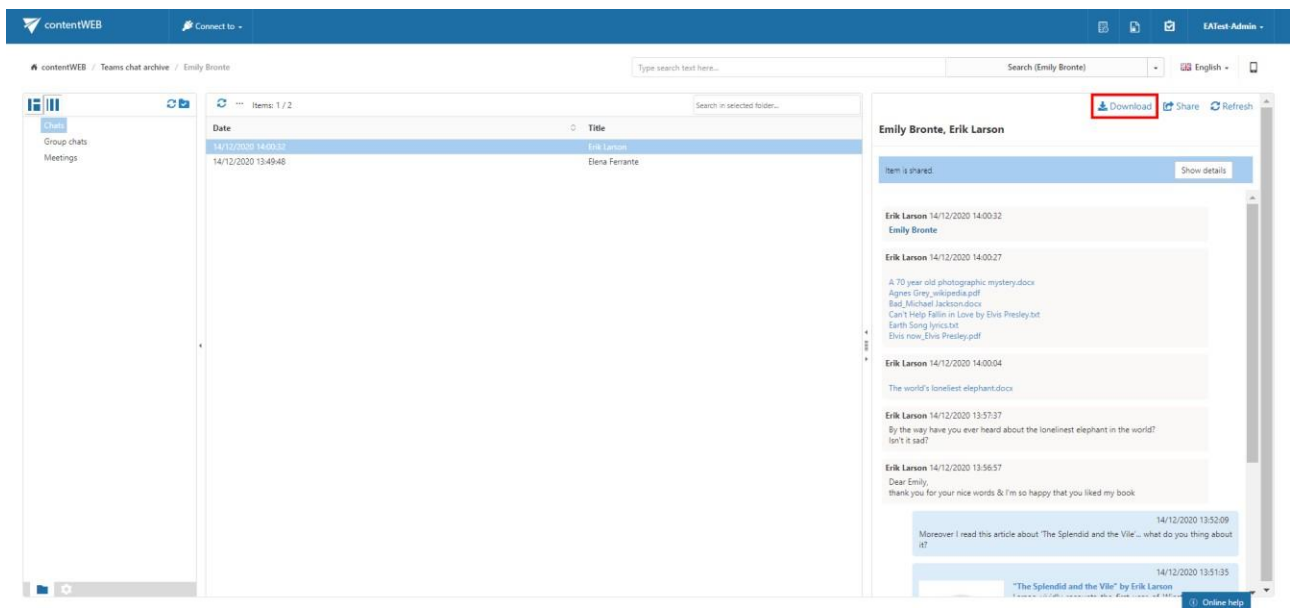 contentWEB
Connect to
EATest-Admin
contentWEB / Teams chat archive / Emily Bronte
Type search text here...
Search (Emily Bronte)
English
Chats
Group chats
Meetings
Items: 1 / 2
Search in selected folder...
Date Title
14/12/2020 14:00:32 Erik Larson
14/12/2020 13:49:48 Elena Ferrante
Download Share Refresh
Emily Bronte, Erik Larson
Item is shared.
Show details
Erik Larson 14/12/2020 14:00:32
Emily Bronte
Erik Larson 14/12/2020 14:00:27
A 70 year old photographic mystery.docx
Agnes Grey_wikipedia.pdf
Bad_Michael Jackson.docx
Can't Help Fallin in Love by Elvis Presley.txt
Earth Song lyrics.txt
Elvis now_Elvis Presley.pdf
Erik Larson 14/12/2020 14:00:04
The world's loneliest elephant.docx
Erik Larson 14/12/2020 13:57:37
By the way have you ever heard about the lonelinest elephant in the world?
Isn't it sad?
Erik Larson 14/12/2020 13:56:57
Dear Emily,
thank you for your nice words & I'm so happy that you liked my book
14/12/2020 13:52:09
Moreover I read this article about 'The Splendid and the Vile'... what do you thing about
it?
14/12/2020 13:51:35
"The Splendid and the Vile" by Erik Larson
Online help